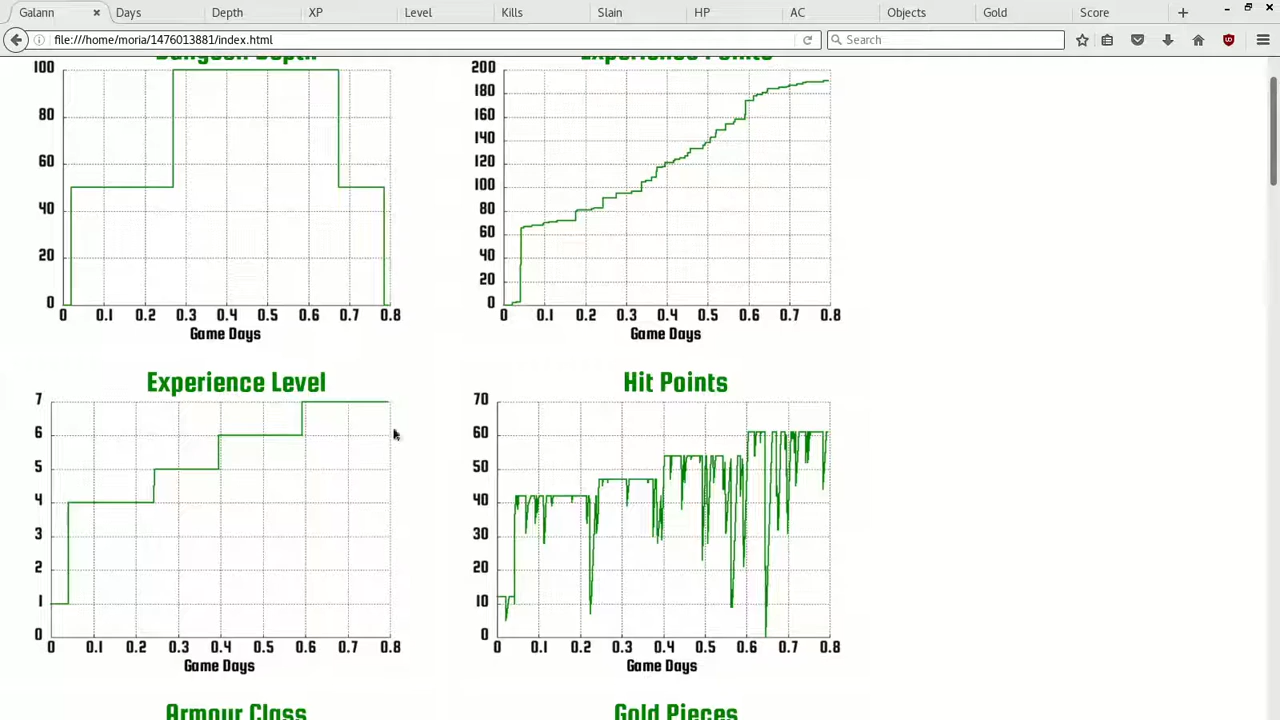 Galann Days Depth XP Level Kills Slain HP AC Objects Gold Score
file:///home/moria/1476013881/index.html Search
Dungeon Depth
100
80
60
40
20
0
0 0.1 0.2 0.3 0.4 0.5 0.6 0.7 0.8
Game Days
Experience Points
200
180
160
140
120
100
80
60
40
20
0
0 0.1 0.2 0.3 0.4 0.5 0.6 0.7 0.8
Game Days
Experience Level
7
6
5
4
3
2
1
0
0 0.1 0.2 0.3 0.4 0.5 0.6 0.7 0.8
Game Days
Hit Points
70
60
50
40
30
20
10
0
0 0.1 0.2 0.3 0.4 0.5 0.6 0.7 0.8
Game Days
Armour Class
Gold Pieces